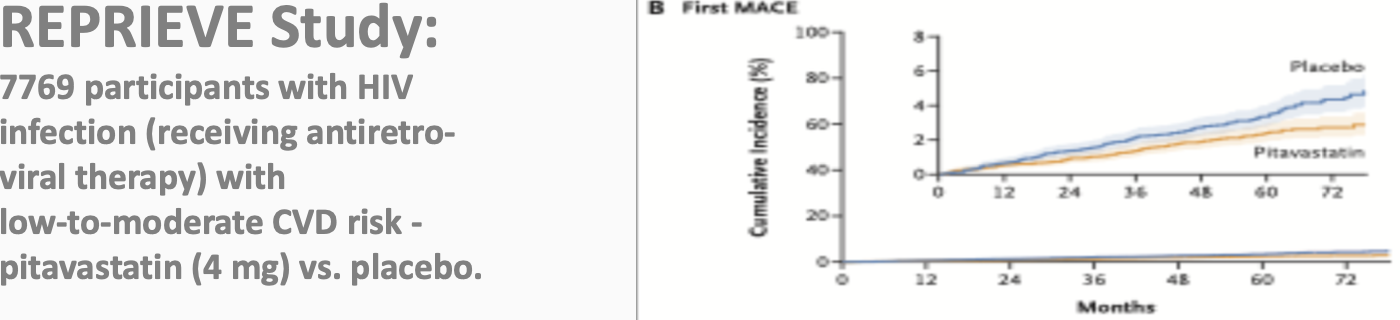 REPRIEVE Study:
7769 participants with HIV
infection (receiving antiretro-
viral therapy) with
low-to-moderate CVD risk -
pitavastatin (4 mg) vs. placebo.
B First MACE
Cumulative incidence (%)
100
80
60
40
20
0
8
6
4
2
0
Placebo
Pitavastatin
0 12 24 36 48 60 72
0 12 24 36 48 60 72
Months